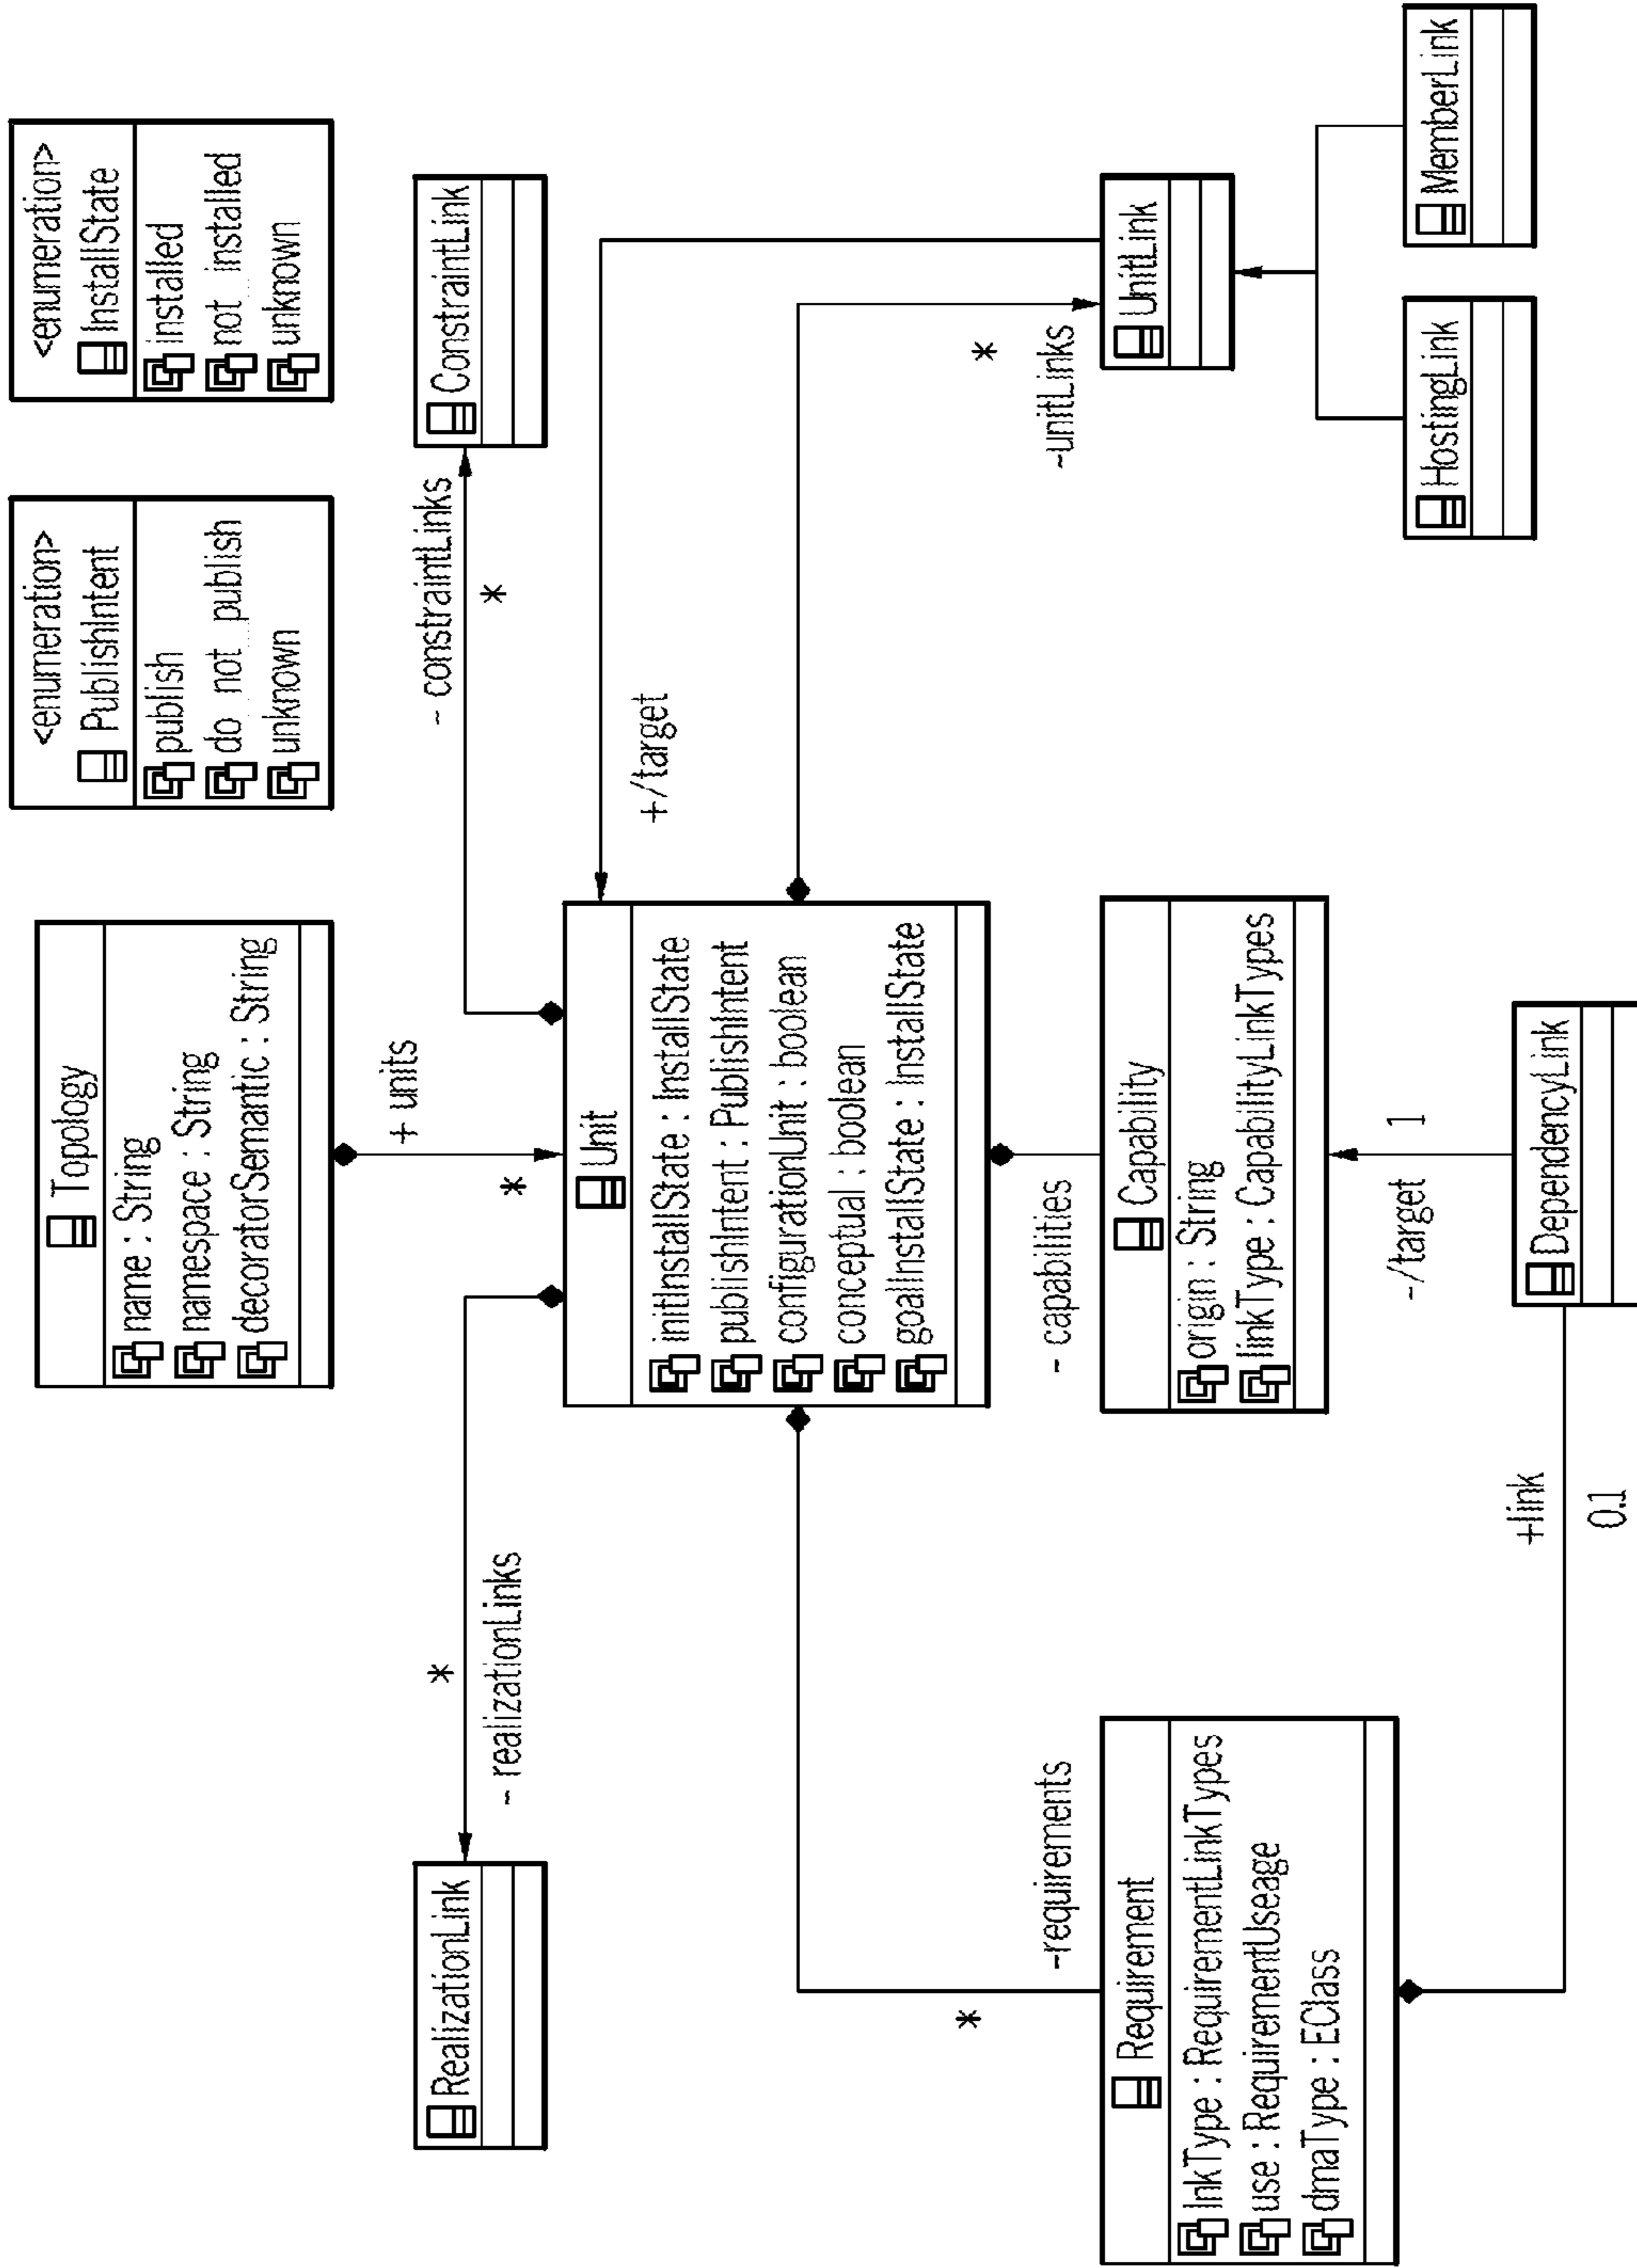 Topology
name : String
namespace : String
decoratorSemantic : String
<enumeration>
PublishIntent
publish
do_not_publish
unknown
<enumeration>
InstallState
installed
not_installed
unknown
+ units
*
RealizationLink
*
~ realizationLinks
~ constraintLinks
*
ConstraintLink
Unit
initInstallState : InstallState
publishIntent : PublishIntent
configurationUnit : boolean
conceptual : boolean
goalInstallState : InstallState
+/target
*
~requirements
~ capabilities
*
~unitLinks
Requirement
lnkType : RequirementLinkTypes
use : RequirementUseage
dmaType : EClass
Capability
origin : String
linkType : CapabilityLinkTypes
UnitLink
~/target
1
+link
0.1
DependencyLink
HostingLink
MemberLink